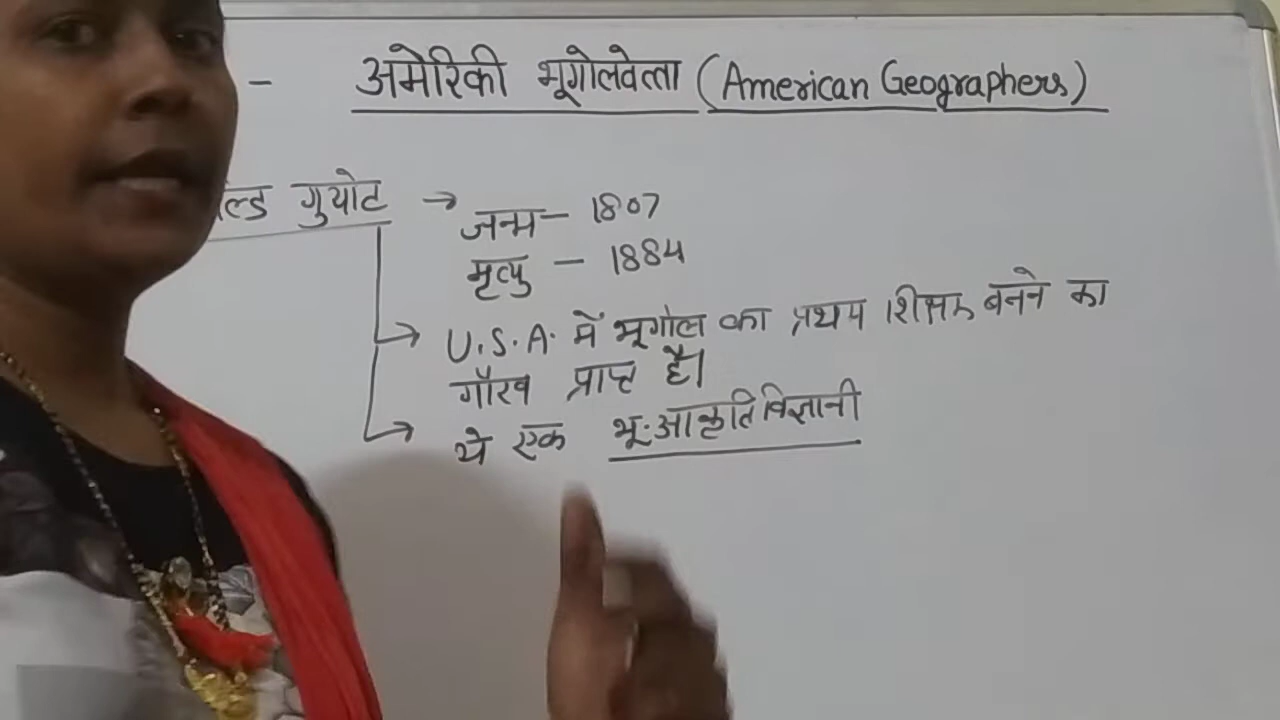 - अमेरिकी भूगोलवेत्ता (American Geographers)
ल्ड गुयोट → जन्म - 1807
मृत्यु - 1884
→ U.S.A. में भूगोल का प्रथम शिक्षक बनने का
गौरव प्राप्त है।
→ ये एक भू-आकृति विज्ञानी